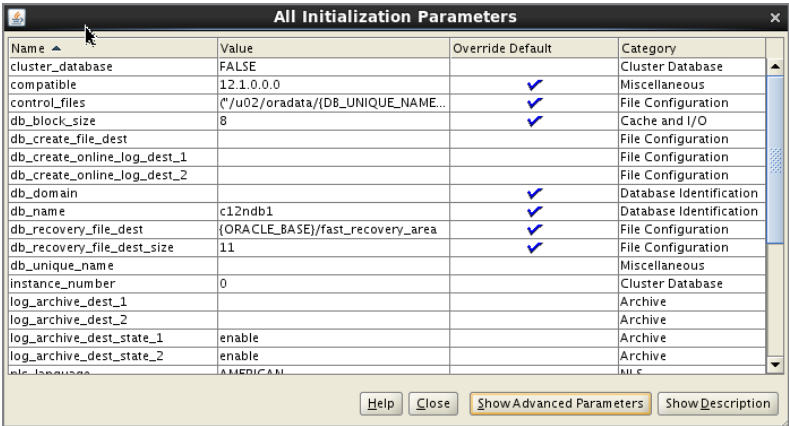 All Initialization Parameters
Name Value Override Default Category
cluster_database FALSE Cluster Database
compatible 12.1.0.0.0 Miscellaneous
control_files ("/u02/oradata/{DB_UNIQUE_NAME... File Configuration
db_block_size 8 Cache and I/O
db_create_file_dest File Configuration
db_create_online_log_dest_1 File Configuration
db_create_online_log_dest_2 File Configuration
db_domain Database Identification
db_name c12ndb1 Database Identification
db_recovery_file_dest {ORACLE_BASE}/fast_recovery_area File Configuration
db_recovery_file_dest_size 11 File Configuration
db_unique_name Miscellaneous
instance_number 0 Cluster Database
log_archive_dest_1 Archive
log_archive_dest_2 Archive
log_archive_dest_state_1 enable Archive
log_archive_dest_state_2 enable Archive
nls_language AMERICAN NLS
Help Close Show Advanced Parameters Show Description